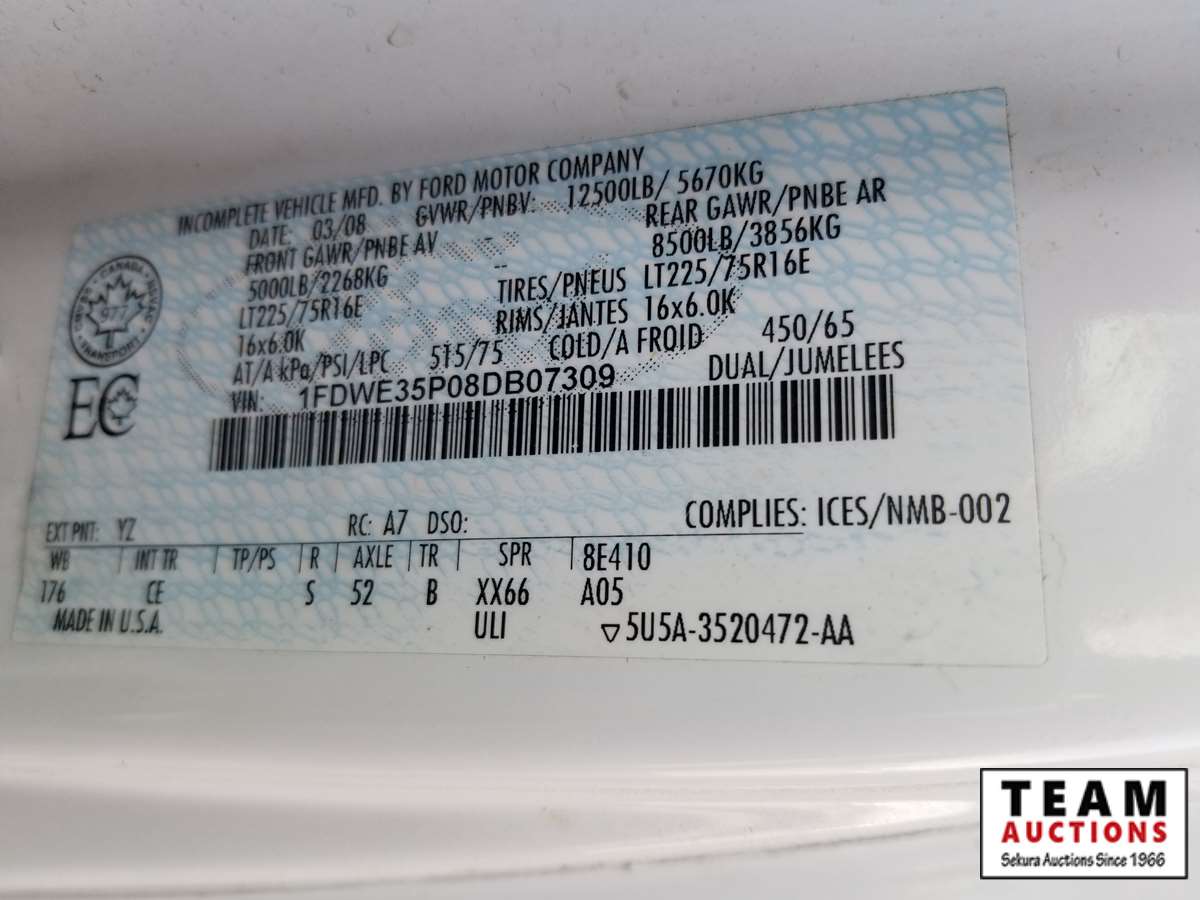 INCOMPLETE VEHICLE MFD. BY FORD MOTOR COMPANY
DATE: 03/08 GVWR/PNBV: 12500LB/ 5670KG
FRONT GAWR/PNBE AV REAR GAWR/PNBE AR
5000LB/2268KG 8500LB/3856KG
LT225/75R16E TIRES/PNEUS LT225/75R16E
16x6.0K RIMS/JANTES 16x6.0K
AT/A kPa/PSI/LPC 515/75 COLD/A FROID 450/65
VIN: 1FDWE35P08DB07309 DUAL/JUMELEES
CANADA
977
TRANSPORT
EC
EXT PNT: YZ RC: A7 DSO: COMPLIES: ICES/NMB-002
WB INT TR TP/PS R AXLE TR SPR 8E410
176 CE S 52 B XX66 A05
MADE IN U.S.A. ULI 5U5A-3520472-AA
TEAM
AUCTIONS
Sekura Auctions Since 1966